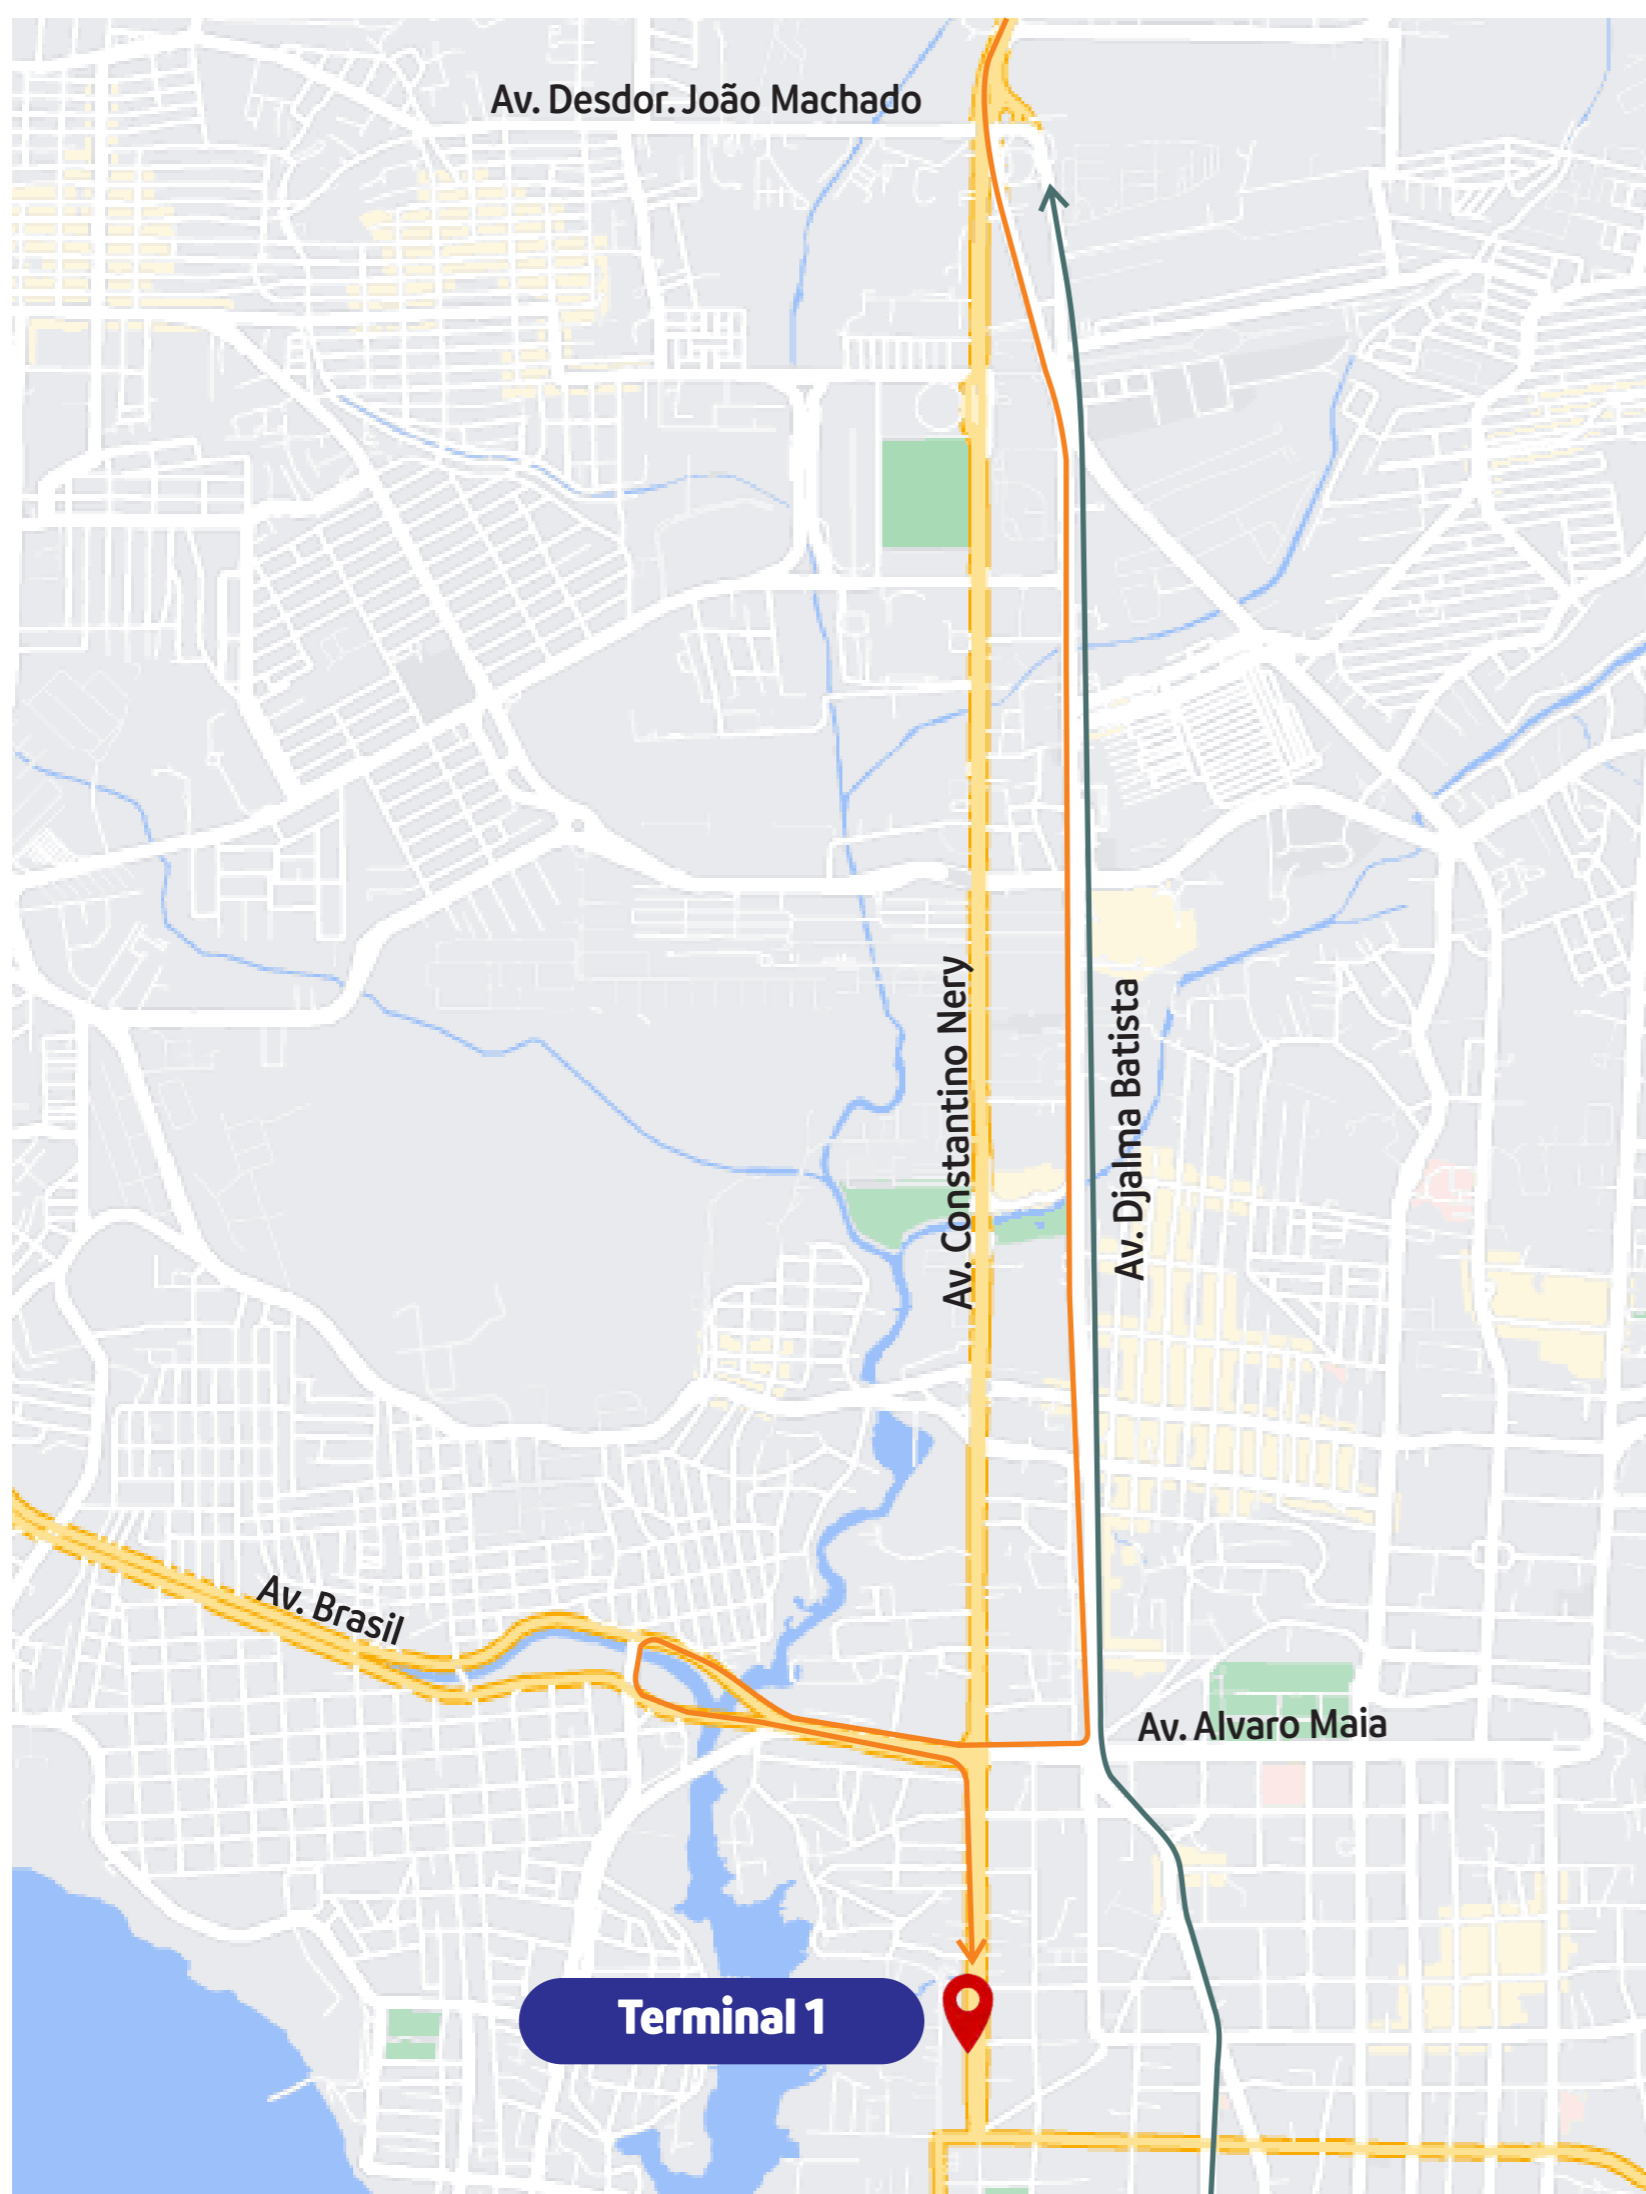 Av. Desdor. João Machado
Av. Constantino Nery
Av. Djalma Batista
Av. Brasil
Av. Alvaro Maia
Terminal 1